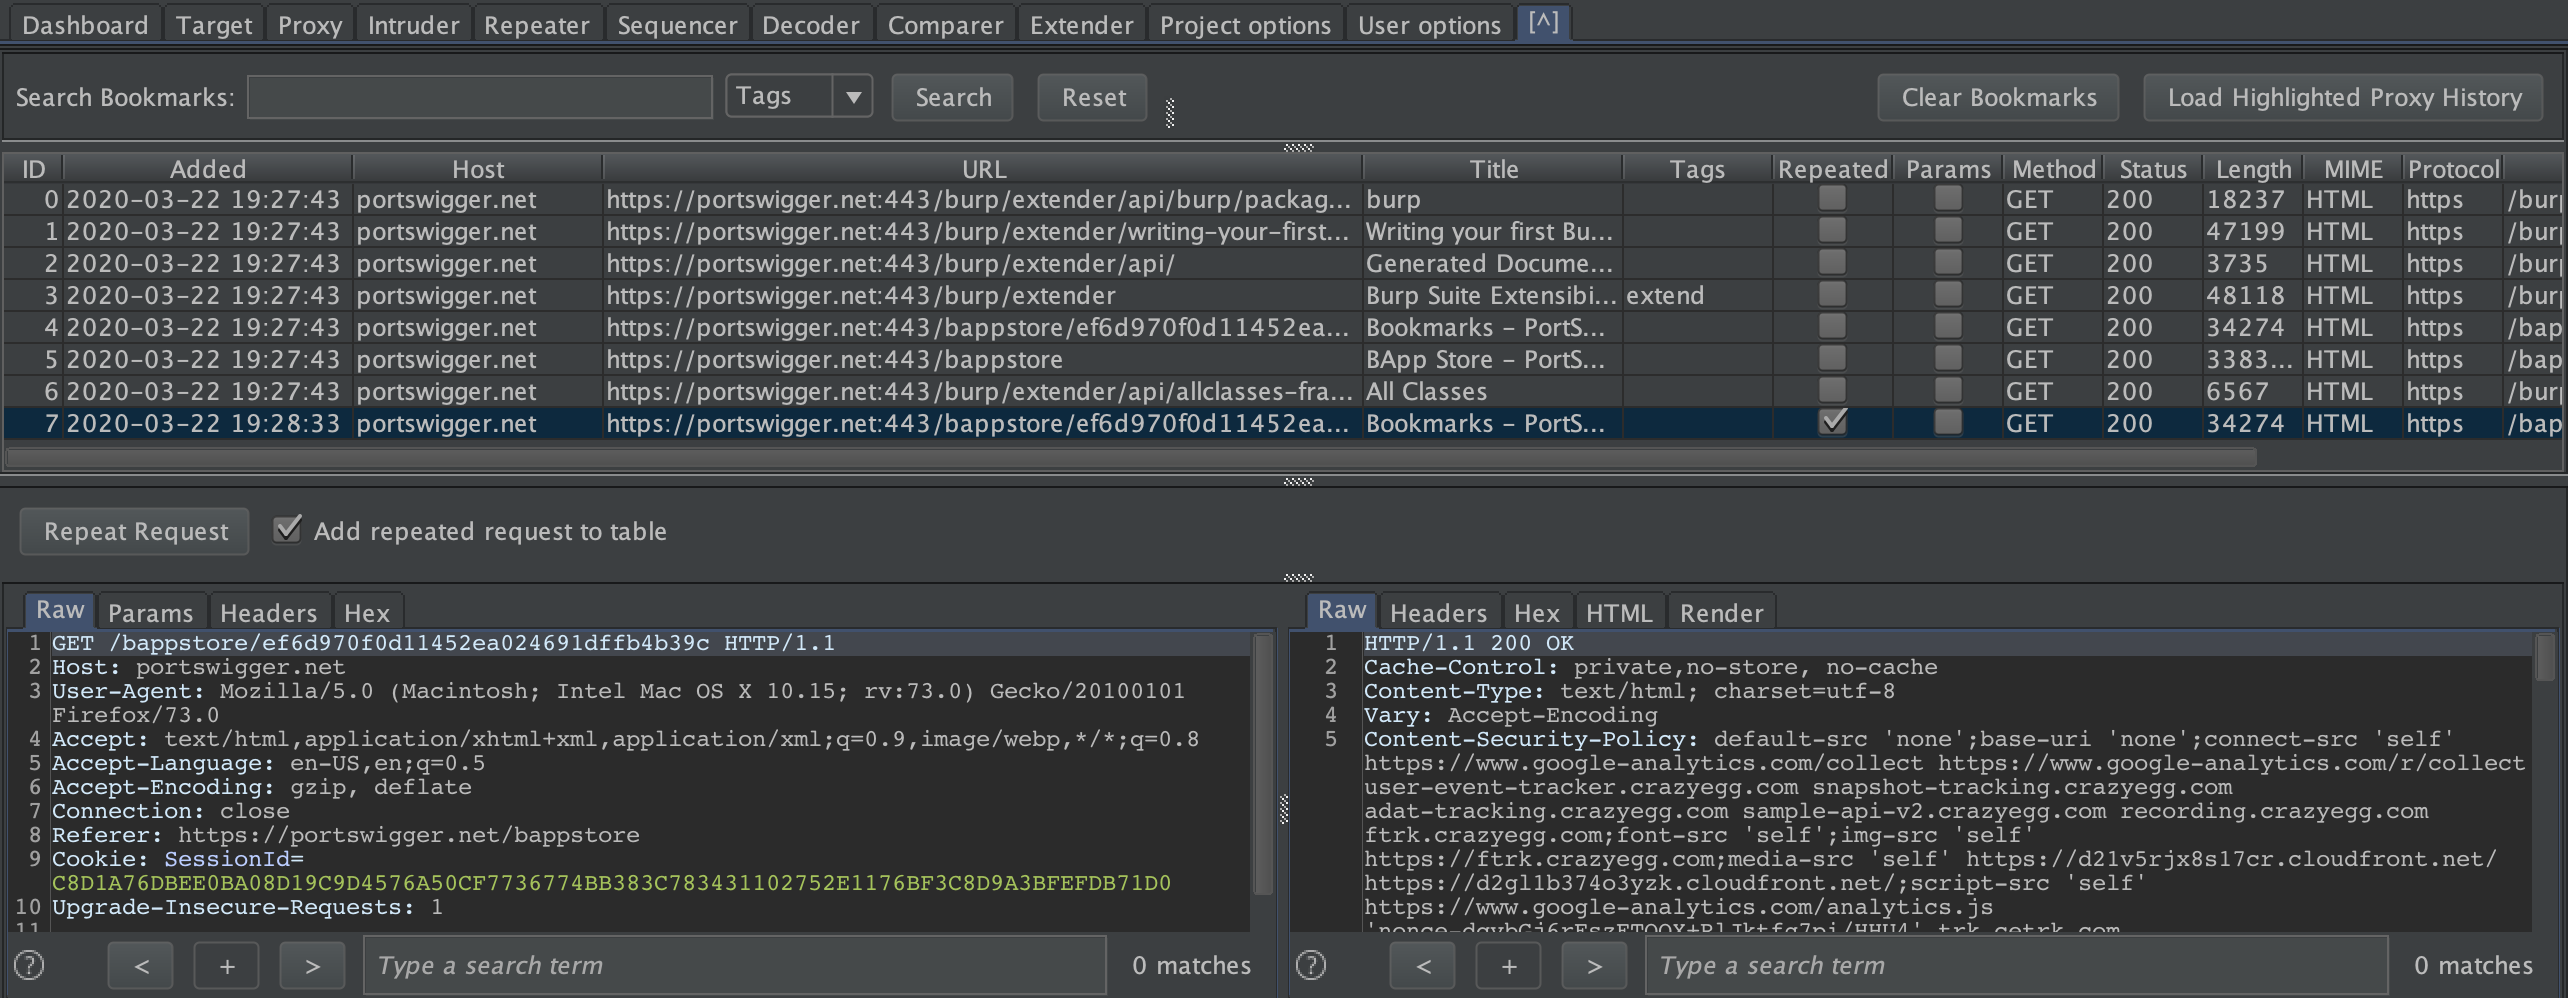 Dashboard Target Proxy Intruder Repeater Sequencer Decoder Comparer Extender Project options User options [^]
Search Bookmarks: Tags Search Reset Clear Bookmarks Load Highlighted Proxy History
ID Added Host URL Title Tags Repeated Params Method Status Length MIME Protocol
0 2020-03-22 19:27:43 portswigger.net https://portswigger.net:443/burp/extender/api/burp/packag... burp GET 200 18237 HTML https /bur
1 2020-03-22 19:27:43 portswigger.net https://portswigger.net:443/burp/extender/writing-your-first... Writing your first Bu... GET 200 47199 HTML https /bur
2 2020-03-22 19:27:43 portswigger.net https://portswigger.net:443/burp/extender/api/ Generated Docume... GET 200 3735 HTML https /bur
3 2020-03-22 19:27:43 portswigger.net https://portswigger.net:443/burp/extender Burp Suite Extensibi... extend GET 200 48118 HTML https /bur
4 2020-03-22 19:27:43 portswigger.net https://portswigger.net:443/bappstore/ef6d970f0d11452ea... Bookmarks - PortS... GET 200 34274 HTML https /bap
5 2020-03-22 19:27:43 portswigger.net https://portswigger.net:443/bappstore BApp Store - PortS... GET 200 3383... HTML https /bap
6 2020-03-22 19:27:43 portswigger.net https://portswigger.net:443/burp/extender/api/allclasses-fra... All Classes GET 200 6567 HTML https /bur
7 2020-03-22 19:28:33 portswigger.net https://portswigger.net:443/bappstore/ef6d970f0d11452ea... Bookmarks - PortS... GET 200 34274 HTML https /bap
Repeat Request Add repeated request to table
Raw Params Headers Hex
1 GET /bappstore/ef6d970f0d11452ea024691dffb4b39c HTTP/1.1
2 Host: portswigger.net
3 User-Agent: Mozilla/5.0 (Macintosh; Intel Mac OS X 10.15; rv:73.0) Gecko/20100101
Firefox/73.0
4 Accept: text/html,application/xhtml+xml,application/xml;q=0.9,image/webp,*/*;q=0.8
5 Accept-Language: en-US,en;q=0.5
6 Accept-Encoding: gzip, deflate
7 Connection: close
8 Referer: https://portswigger.net/bappstore
9 Cookie: SessionId=
C8D1A76DBEE0BA08D19C9D4576A50CF7736774BB383C783431102752E1176BF3C8D9A3BFEFDB71D0
10 Upgrade-Insecure-Requests: 1
11
? < + > Type a search term 0 matches
Raw Headers Hex HTML Render
1 HTTP/1.1 200 OK
2 Cache-Control: private,no-store, no-cache
3 Content-Type: text/html; charset=utf-8
4 Vary: Accept-Encoding
5 Content-Security-Policy: default-src 'none';base-uri 'none';connect-src 'self'
https://www.google-analytics.com/collect https://www.google-analytics.com/r/collect
user-event-tracker.crazyegg.com snapshot-tracking.crazyegg.com
adat-tracking.crazyegg.com sample-api-v2.crazyegg.com recording.crazyegg.com
ftrk.crazyegg.com;font-src 'self';img-src 'self'
https://ftrk.crazyegg.com;media-src 'self' https://d21v5rjx8s17cr.cloudfront.net/
https://d2gl1b374o3yzk.cloudfront.net/;script-src 'self'
https://www.google-analytics.com/analytics.js
trk.cetrk.com
? < + > Type a search term 0 matches